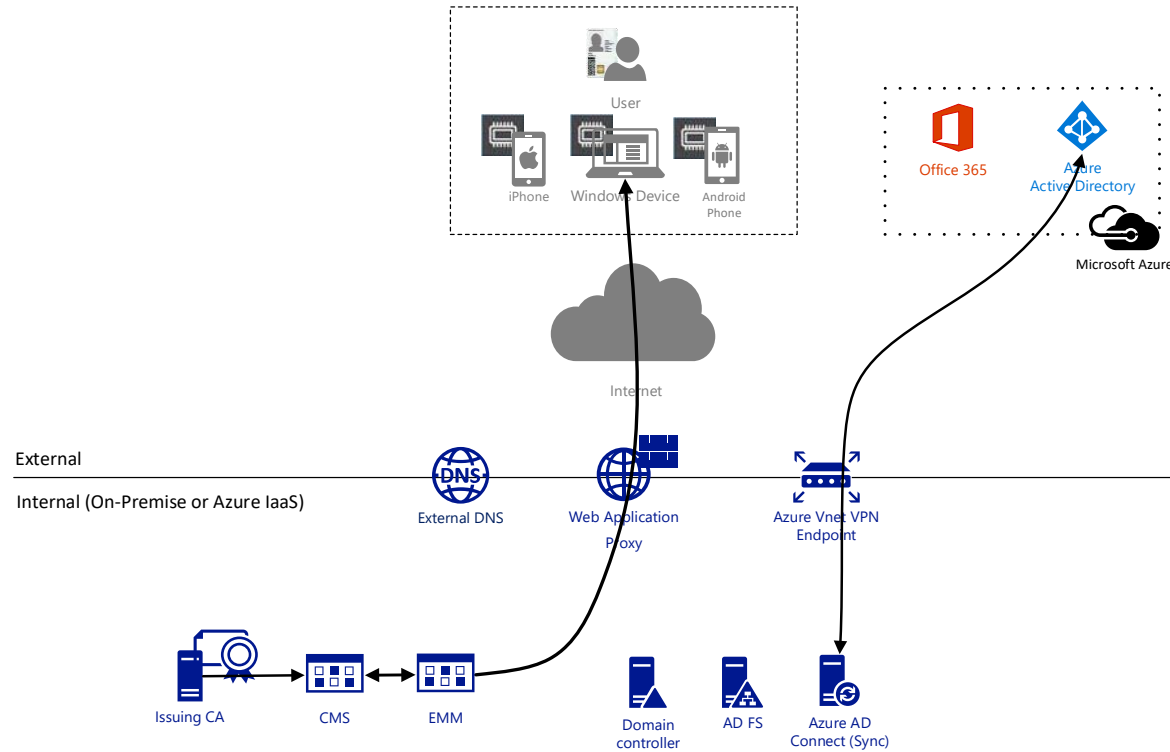 User
iPhone
Windows Device
Android
Phone
Office 365
Azure
Active Directory
Microsoft Azure
Internet
External
Internal (On-Premise or Azure IaaS)
DNS
External DNS
Web Application
Proxy
Azure Vnet VPN
Endpoint
Issuing CA
CMS
EMM
Domain
controller
AD FS
Azure AD
Connect (Sync)